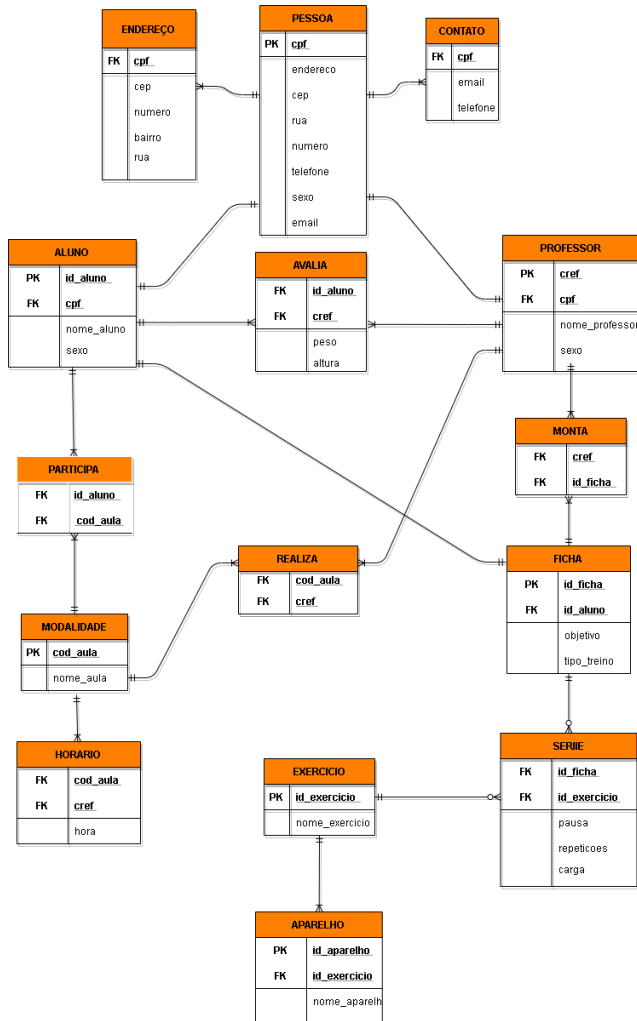 ENDEREÇO
FK cpf
cep
numero
bairro
rua
PESSOA
PK cpf
endereco
cep
rua
numero
telefone
sexo
email
CONTATO
FK cpf
email
telefone
ALUNO
PK id_aluno
FK cpf
nome_aluno
sexo
AVALIA
FK id_aluno
FK cref
peso
altura
PROFESSOR
PK cref
FK cpf
nome_professor
sexo
PARTICIPA
FK id_aluno
FK cod_aula
MONTA
FK cref
FK id_ficha
REALIZA
FK cod_aula
FK cref
FICHA
PK id_ficha
FK id_aluno
objetivo
tipo_treino
MODALIDADE
PK cod_aula
nome_aula
HORARIO
FK cod_aula
FK cref
hora
EXERCICIO
PK id_exercicio
nome_exercicio
SERIIE
FK id_ficha
FK id_exercicio
pausa
repeticoes
carga
APARELHO
PK id_aparelho
FK id_exercicio
nome_aparelh